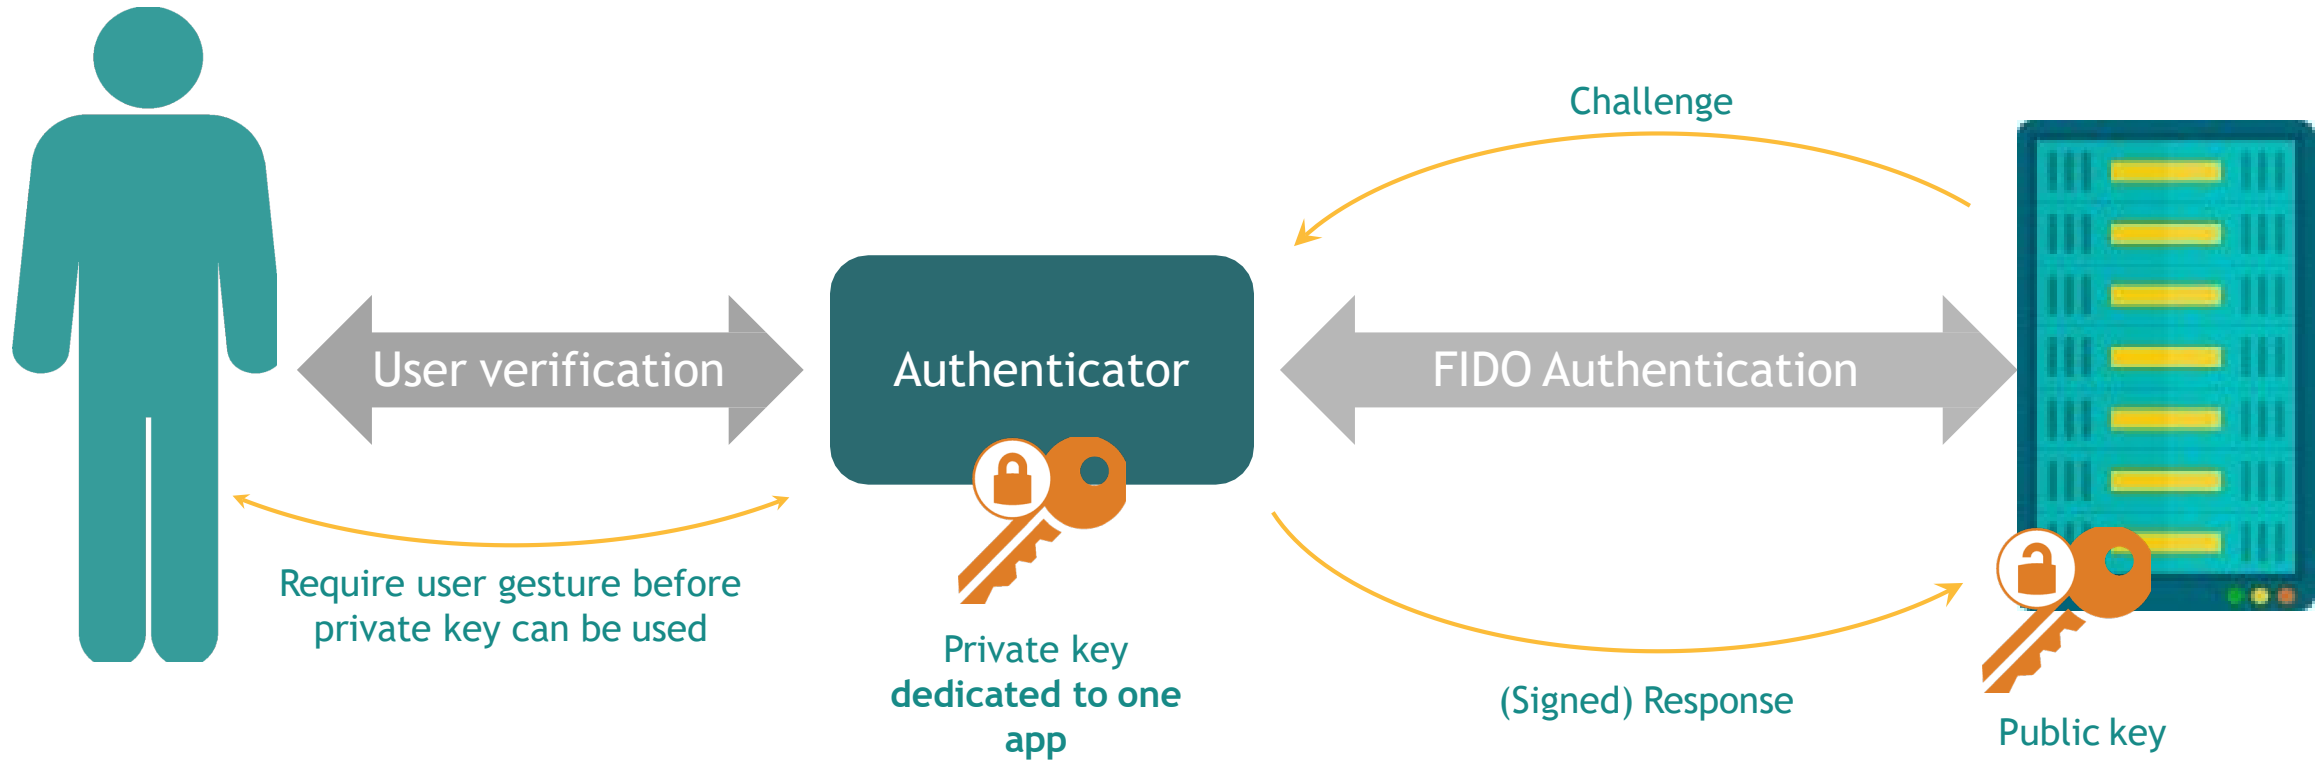 Challenge
User verification
Authenticator
FIDO Authentication
Require user gesture before
private key can be used
Private key
dedicated to one
app
(Signed) Response
Public key